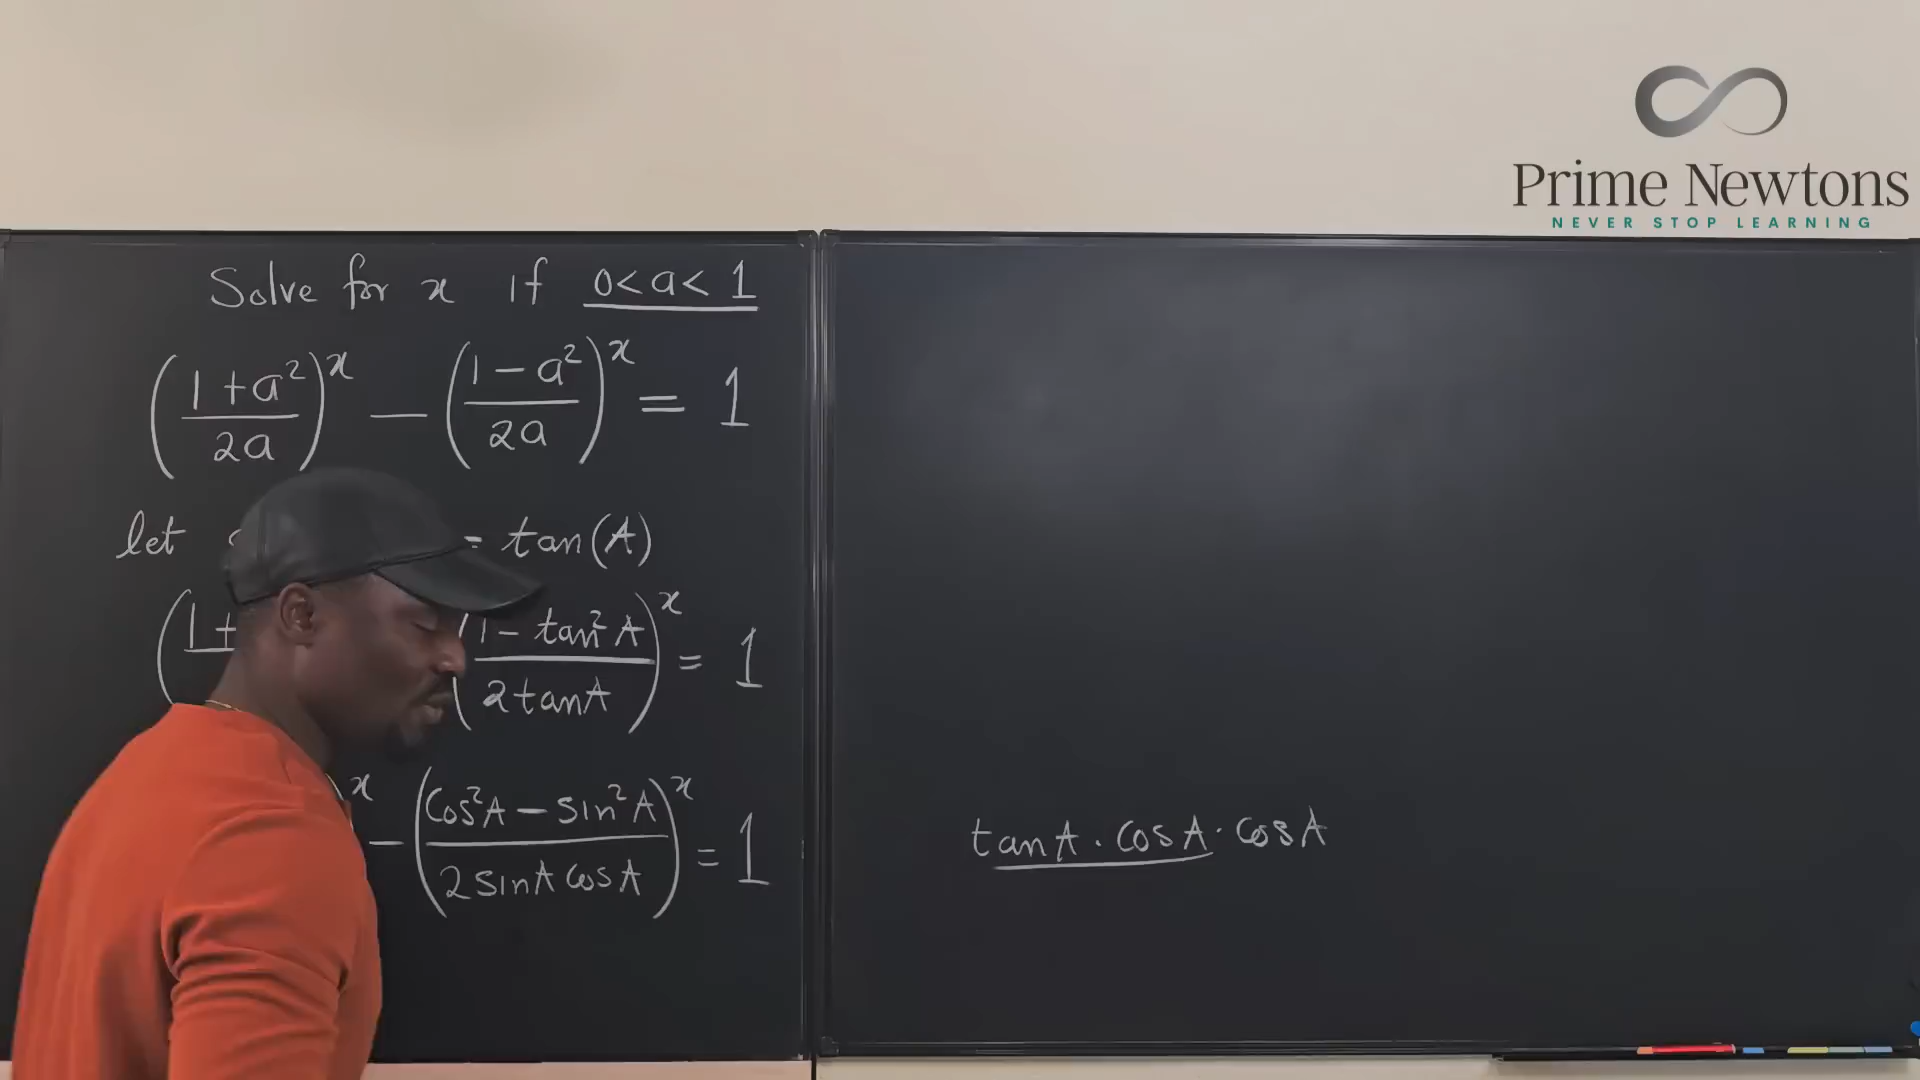 Prime Newtons
NEVER STOP LEARNING
Solve for x if 0<a<1
((1+a²)/2a)^x — ((1-a²)/2a)^x = 1
let = tan(A)
(1+ (1- tan²A)/(2tanA))^x = 1
x - ((Cos²A - Sin²A)/(2SinA CosA))^x = 1
tanA · CosA · CosA